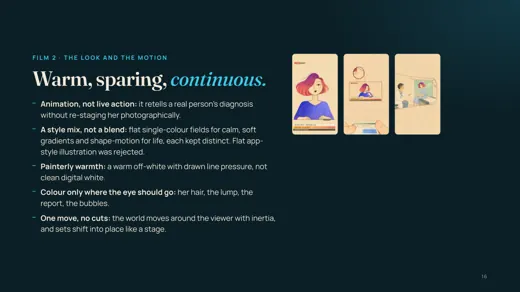 FILM 2 · THE LOOK AND THE MOTION
Warm, sparing, continuous.
– Animation, not live action: it retells a real person's diagnosis
without re-staging her photographically.
– A style mix, not a blend: flat single-colour fields for calm, soft
gradients and shape-motion for life, each kept distinct. Flat app-
style illustration was rejected.
– Painterly warmth: a warm off-white with drawn line pressure, not
clean digital white.
– Colour only where the eye should go: her hair, the lump, the
report, the bubbles.
– One move, no cuts: the world moves around the viewer with inertia,
and sets shift into place like a stage.
16